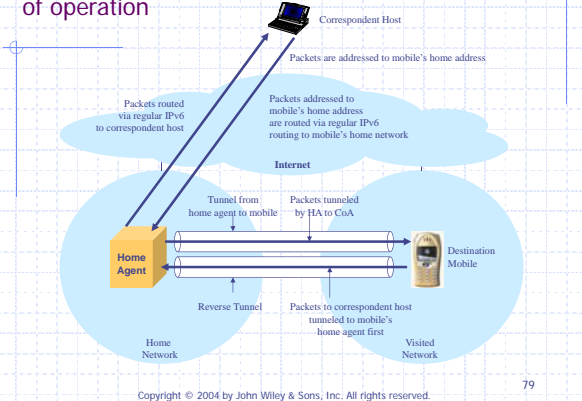 of operation
Correspondent Host
Packets are addressed to mobile's home address
Packets routed
via regular IPv6
to correspondent host
Packets addressed to
mobile's home address
are routed via regular IPv6
routing to mobile's home network
Internet
Tunnel from
home agent to mobile
Packets tunneled
by HA to CoA
Home
Agent
Destination
Mobile
Reverse Tunnel
Packets to correspondent host
tunneled to mobile's
home agent first
Home
Network
Visited
Network
79
Copyright © 2004 by John Wiley & Sons, Inc. All rights reserved.